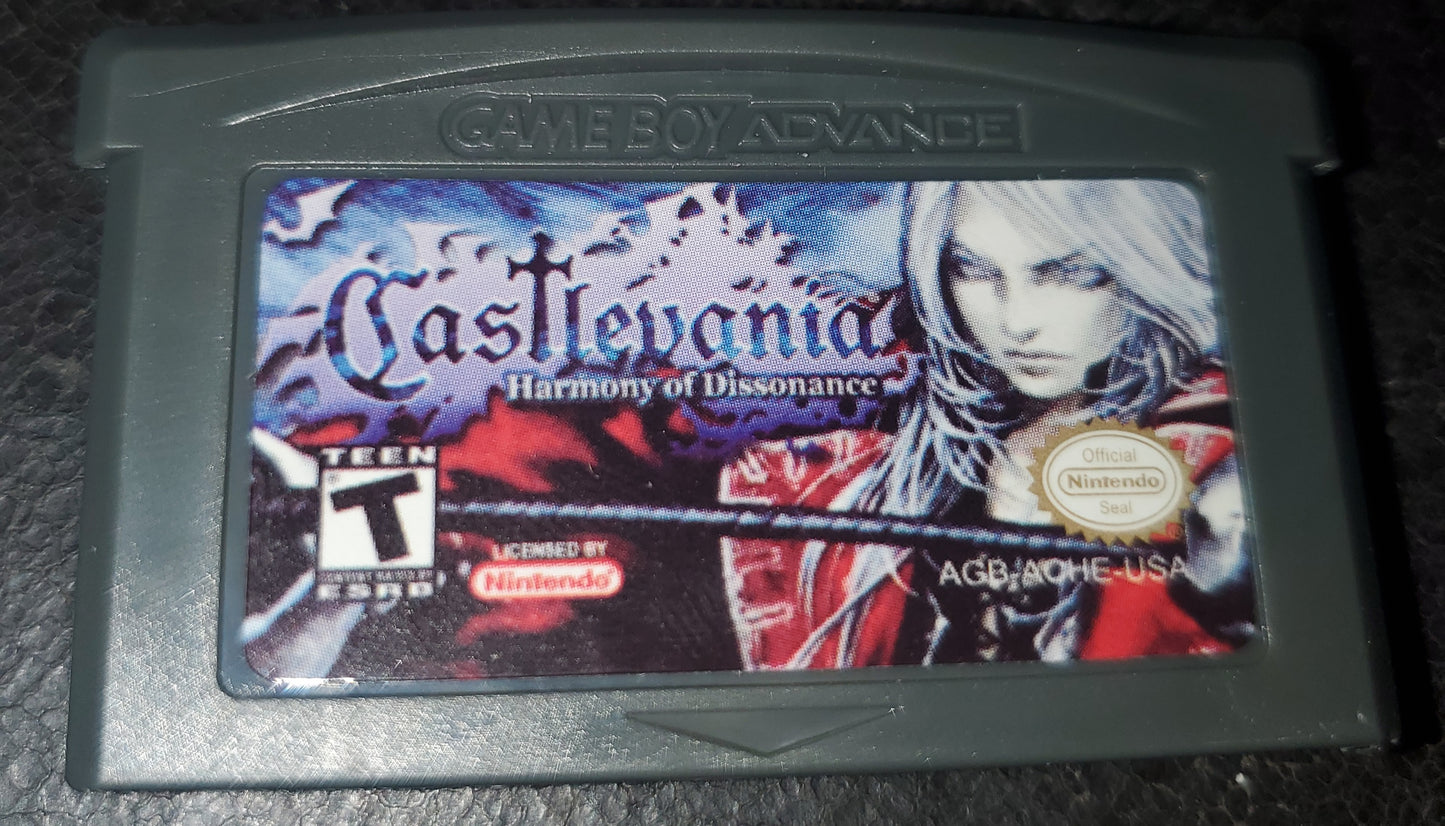 GAME BOY ADVANCE
Castlevania
Harmony of Dissonance
TEEN
T
ESRB
LICENSED BY
Nintendo
Official
Nintendo
Seal
AGB-ACHE-USA